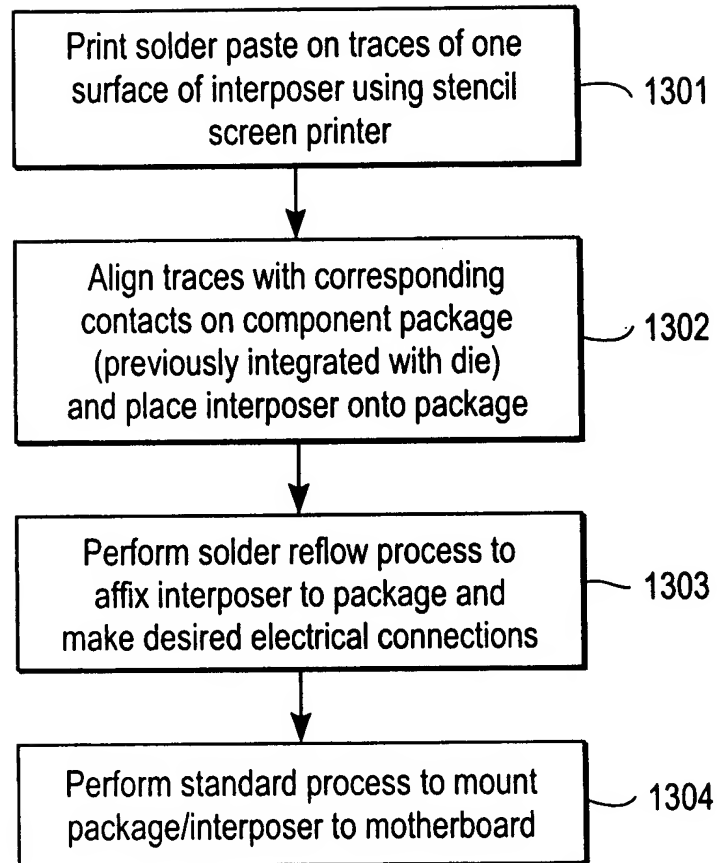 Print solder paste on traces of one
surface of interposer using stencil
screen printer
1301
Align traces with corresponding
contacts on component package
(previously integrated with die)
and place interposer onto package
1302
Perform solder reflow process to
affix interposer to package and
make desired electrical connections
1303
Perform standard process to mount
package/interposer to motherboard
1304